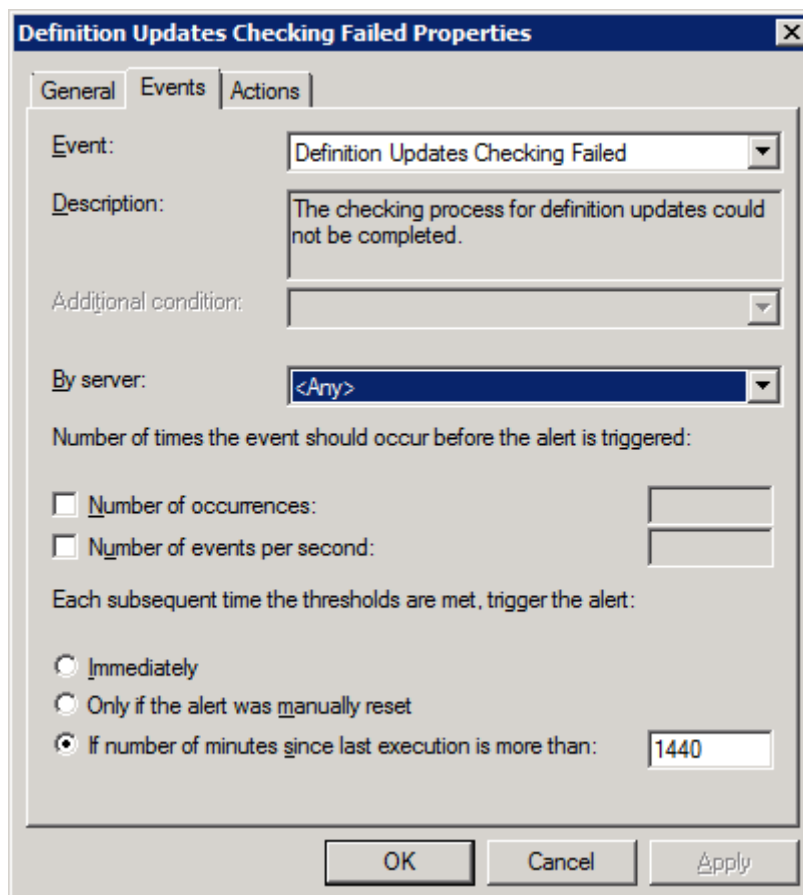 Definition Updates Checking Failed Properties
General Events Actions
Event: Definition Updates Checking Failed
Description: The checking process for definition updates could
not be completed.
Additional condition:
By server: <Any>
Number of times the event should occur before the alert is triggered:
Number of occurrences:
Number of events per second:
Each subsequent time the thresholds are met, trigger the alert:
Immediately
Only if the alert was manually reset
If number of minutes since last execution is more than: 1440
OK Cancel Apply